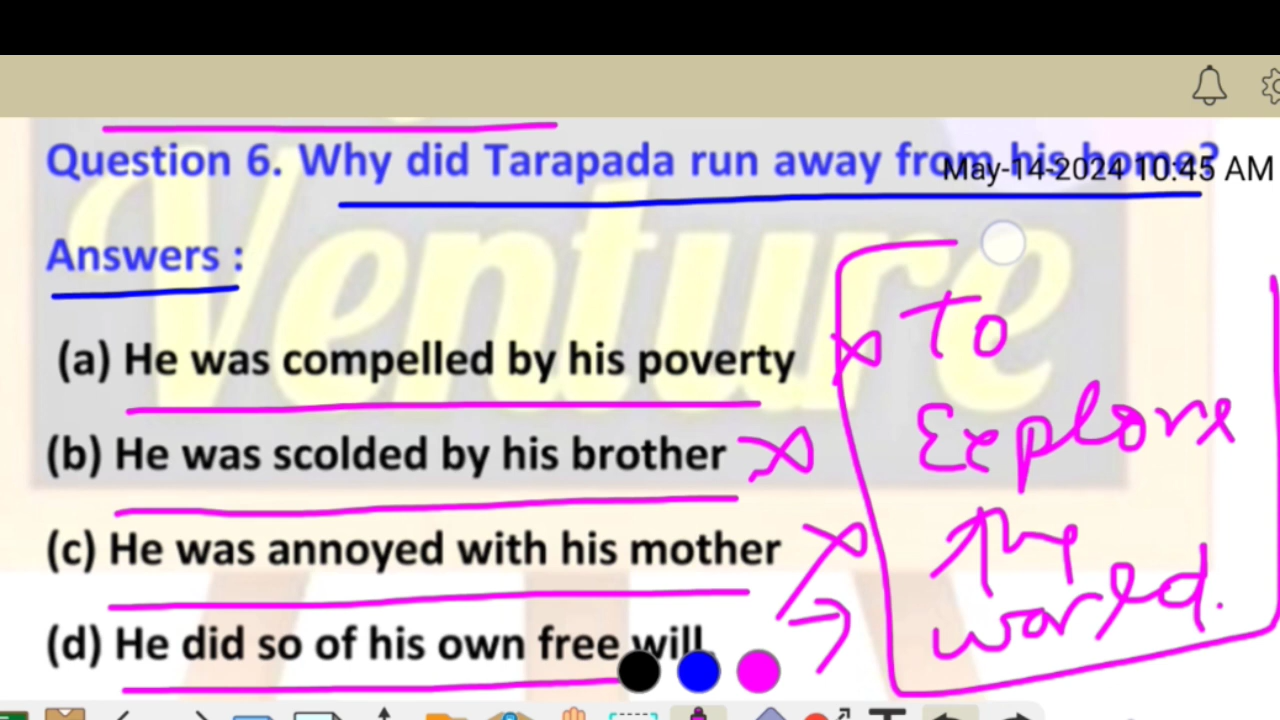 Question 6. Why did Tarapada run away from his home?
May-14-2024 10:45 AM
Answers :
(a) He was compelled by his poverty
(b) He was scolded by his brother
(c) He was annoyed with his mother
(d) He did so of his own free will
To
Explore
the
world.
Venture